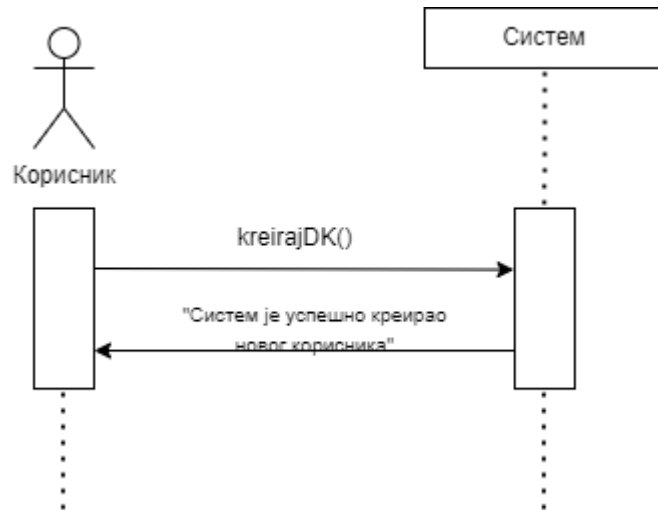 Систем
Корисник
kreirajDK()
"Систем је успешно креирао
новог корисника"